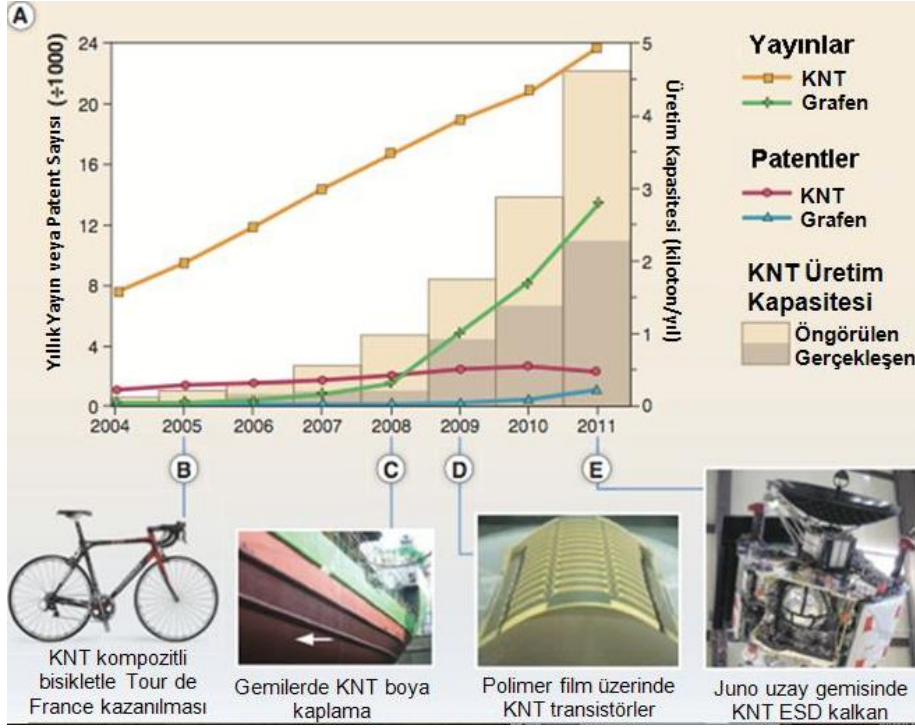 A
Yıllık Yayın veya Patent Sayısı (÷1000)
24
20
16
12
8
4
0
5
4
3
2
1
0
Üretim Kapasitesi (kiloton/yıl)
2004 2005 2006 2007 2008 2009 2010 2011
Yayınlar
KNT
Grafen
Patentler
KNT
Grafen
KNT Üretim
Kapasitesi
Öngörülen
Gerçekleşen
B
C
D
E
KNT kompozitli
bisikletle Tour de
France kazanılması
Gemilerde KNT boya
kaplama
Polimer film üzerinde
KNT transistörler
Juno uzay gemisinde
KNT ESD kalkan